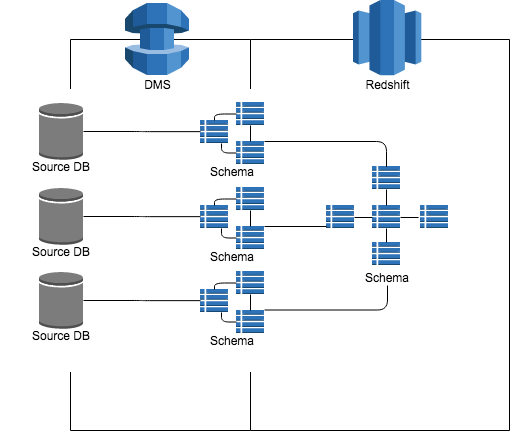 DMS
Redshift
Source DB
Schema
Source DB
Schema
Schema
Source DB
Schema